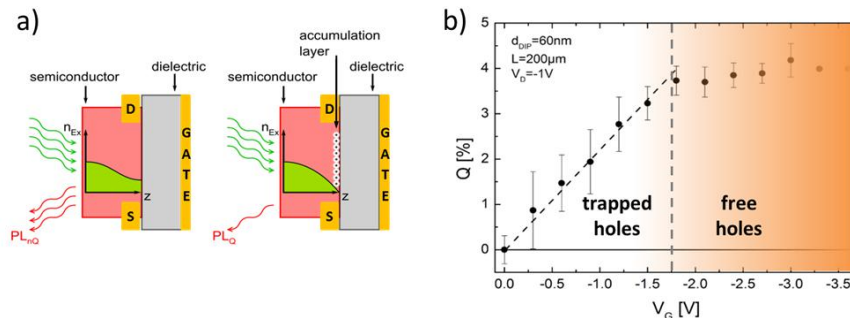 a)
semiconductor
dielectric
D
n_Ex
z
S
GATE
PL_nQ
accumulation
layer
semiconductor
dielectric
D
n_Ex
z
S
GATE
PL_Q
b)
d_DIP=60nm
L=200µm
V_D=-1V
Q [%]
5
4
3
2
1
0
trapped
holes
free
holes
0.0 -0.5 -1.0 -1.5 -2.0 -2.5 -3.0 -3.5
V_G [V]